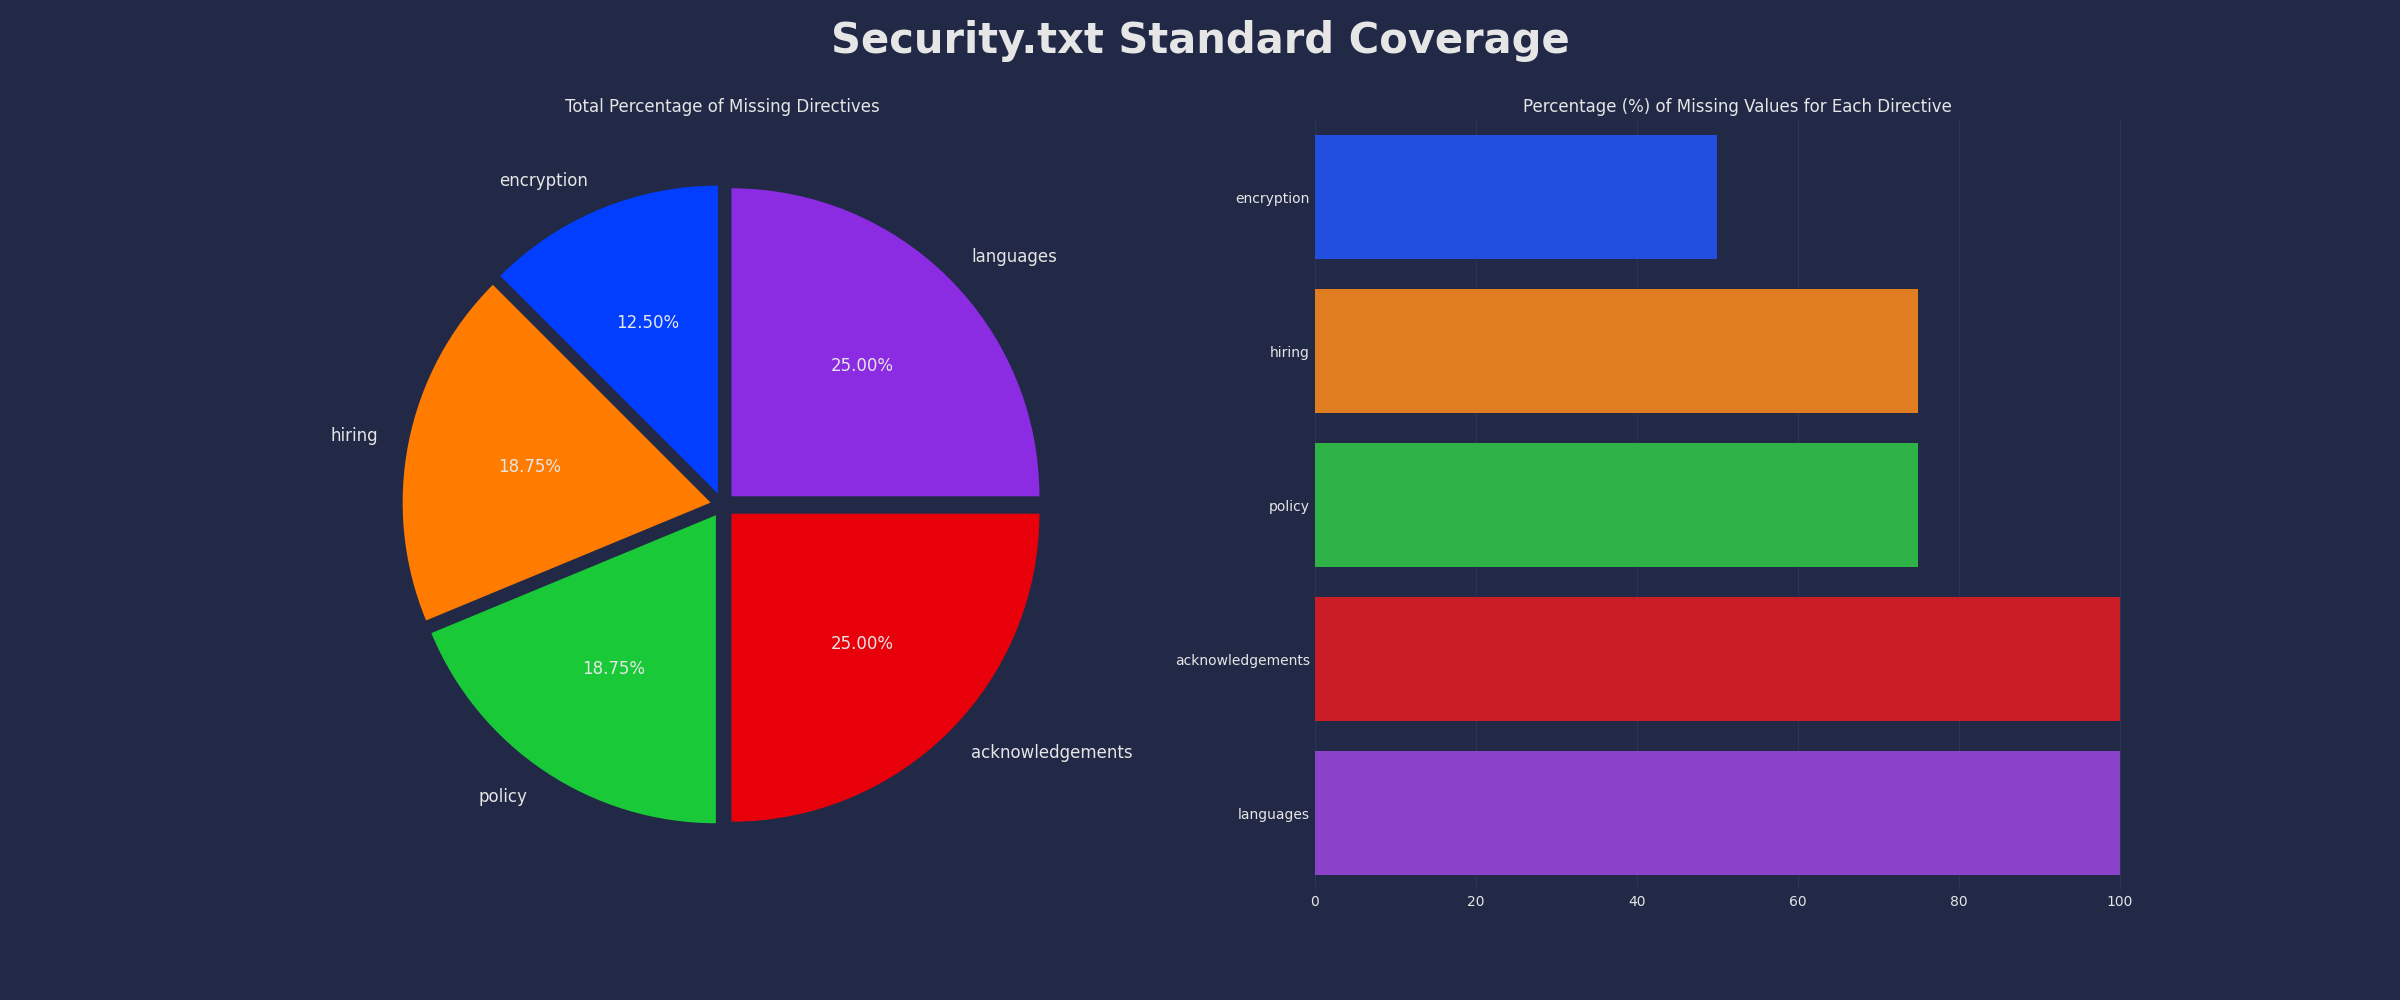 Security.txt Standard Coverage
Total Percentage of Missing Directives
encryption
languages
12.50%
25.00%
hiring
18.75%
18.75%
25.00%
acknowledgements
policy
Percentage (%) of Missing Values for Each Directive
encryption
hiring
policy
acknowledgements
languages
0 20 40 60 80 100